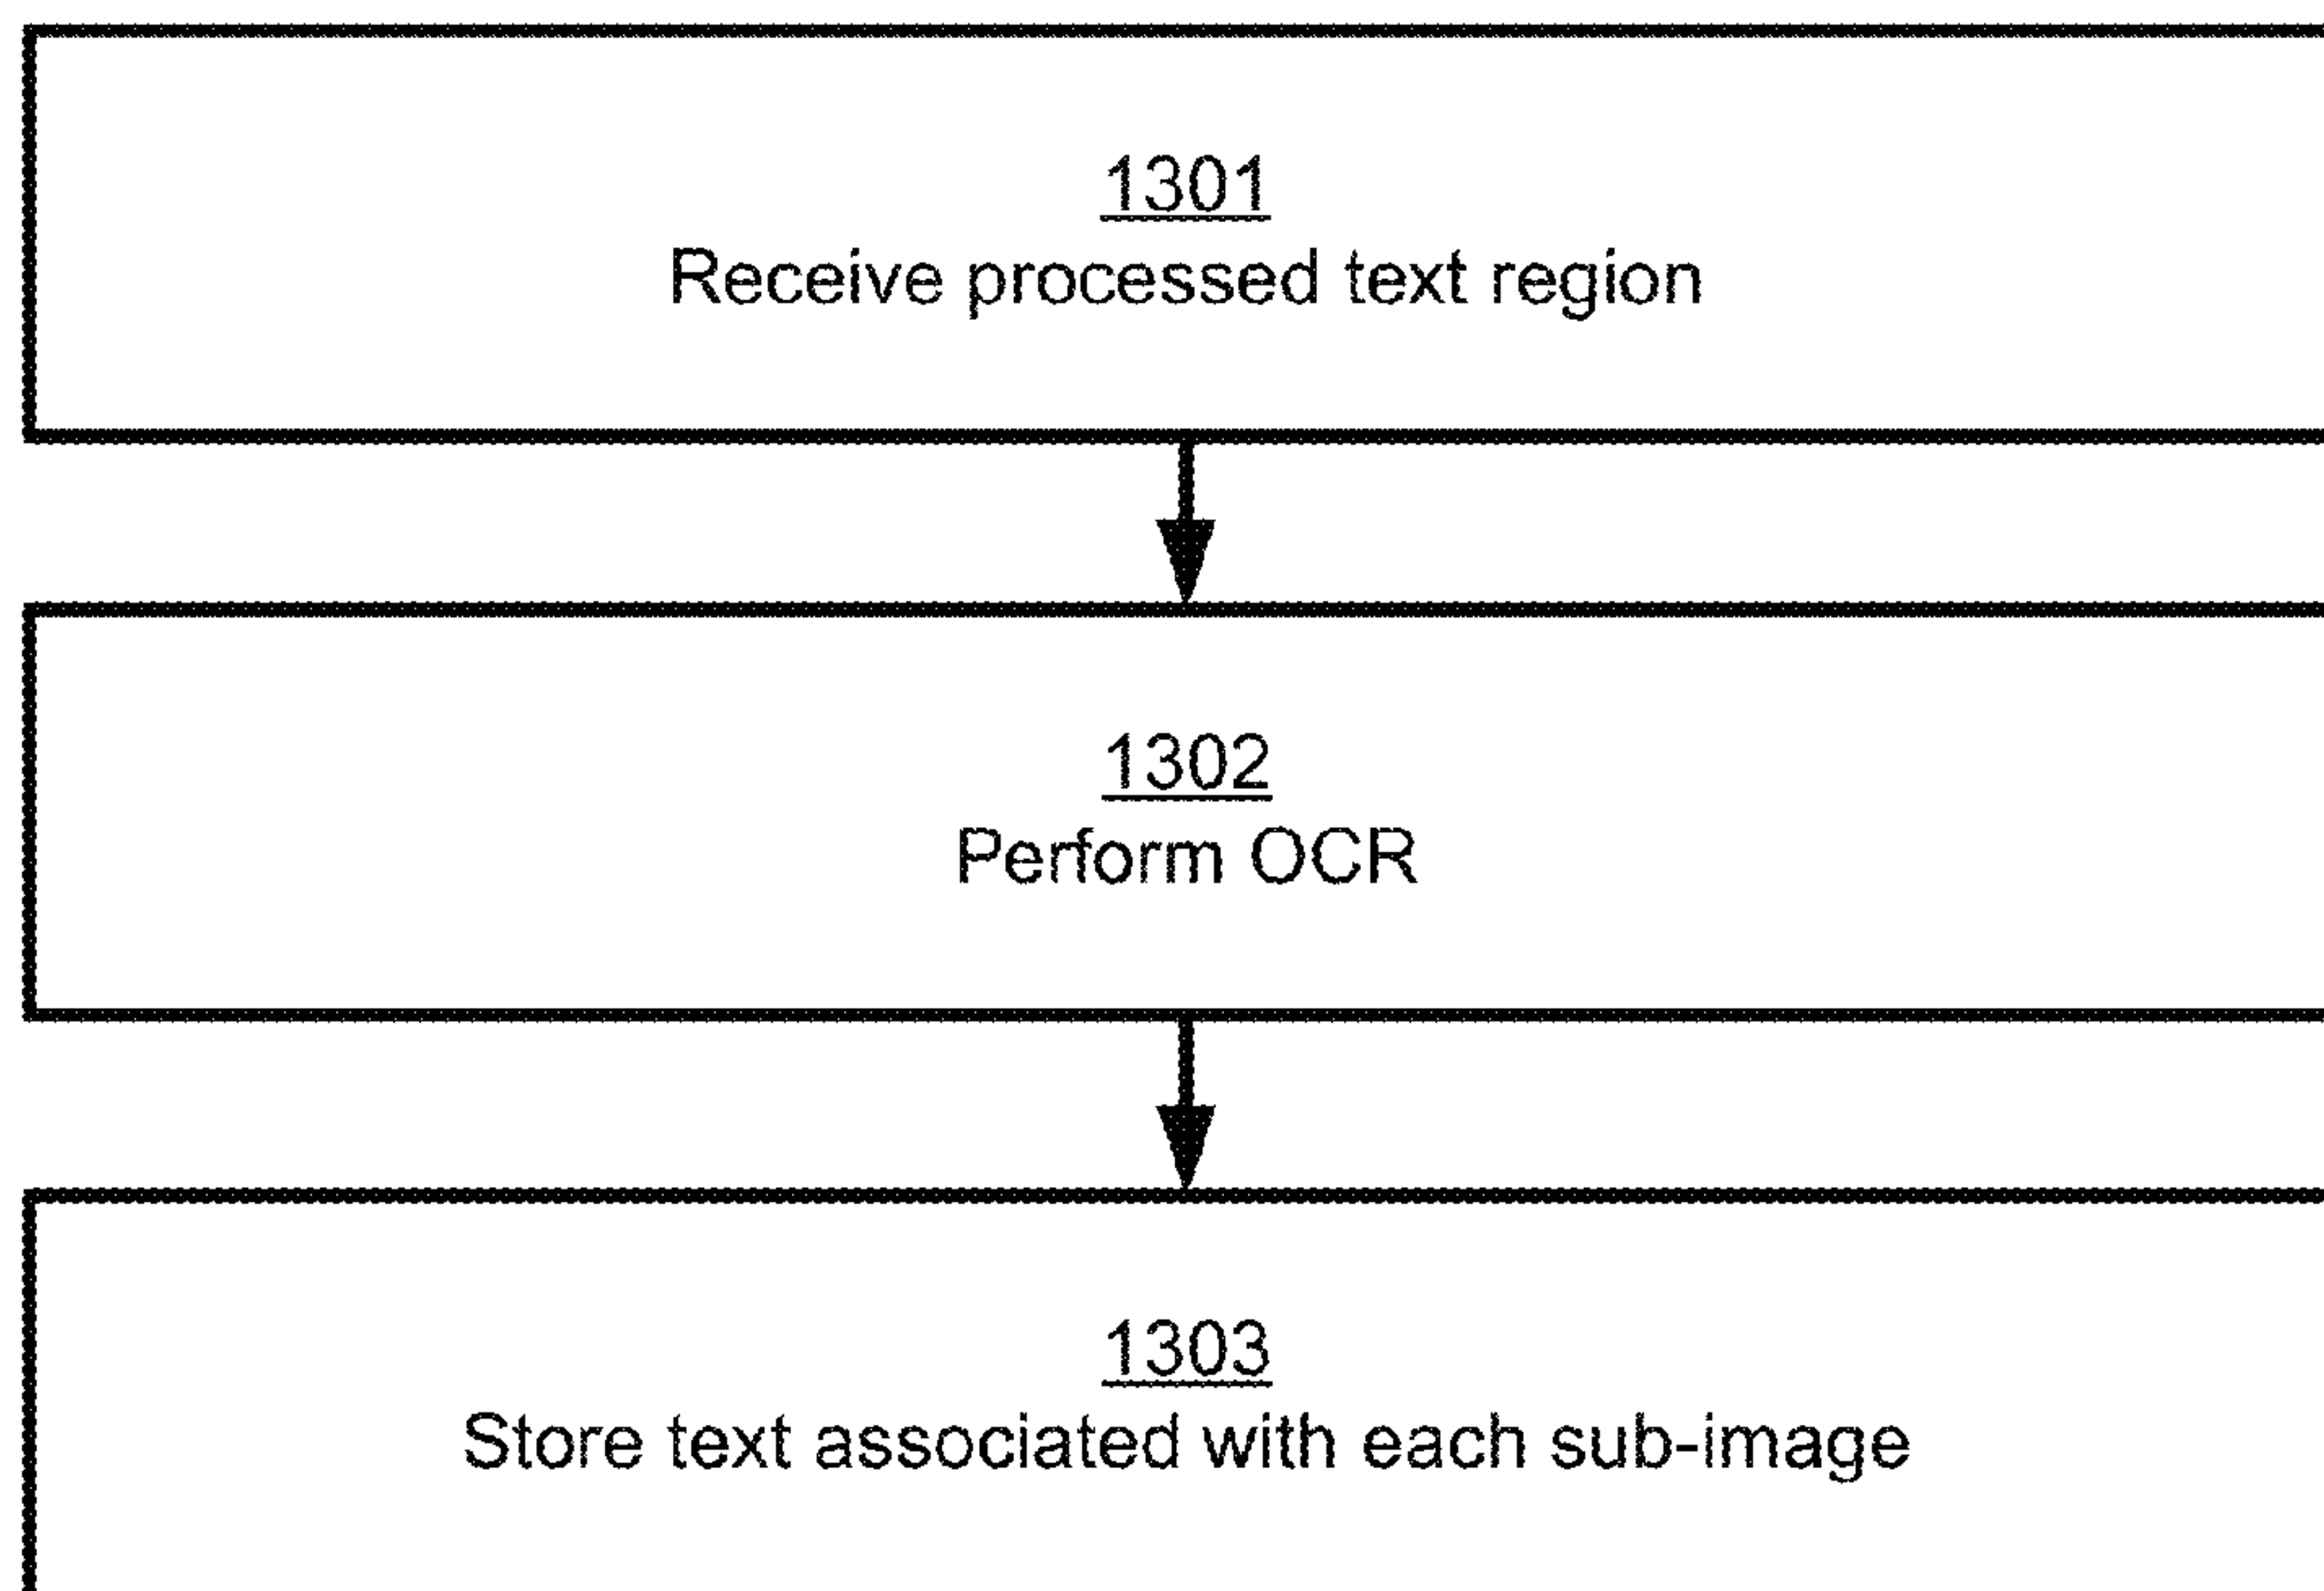 1301
Receive processed text region
1302
Perform OCR
1303
Store text associated with each sub-image